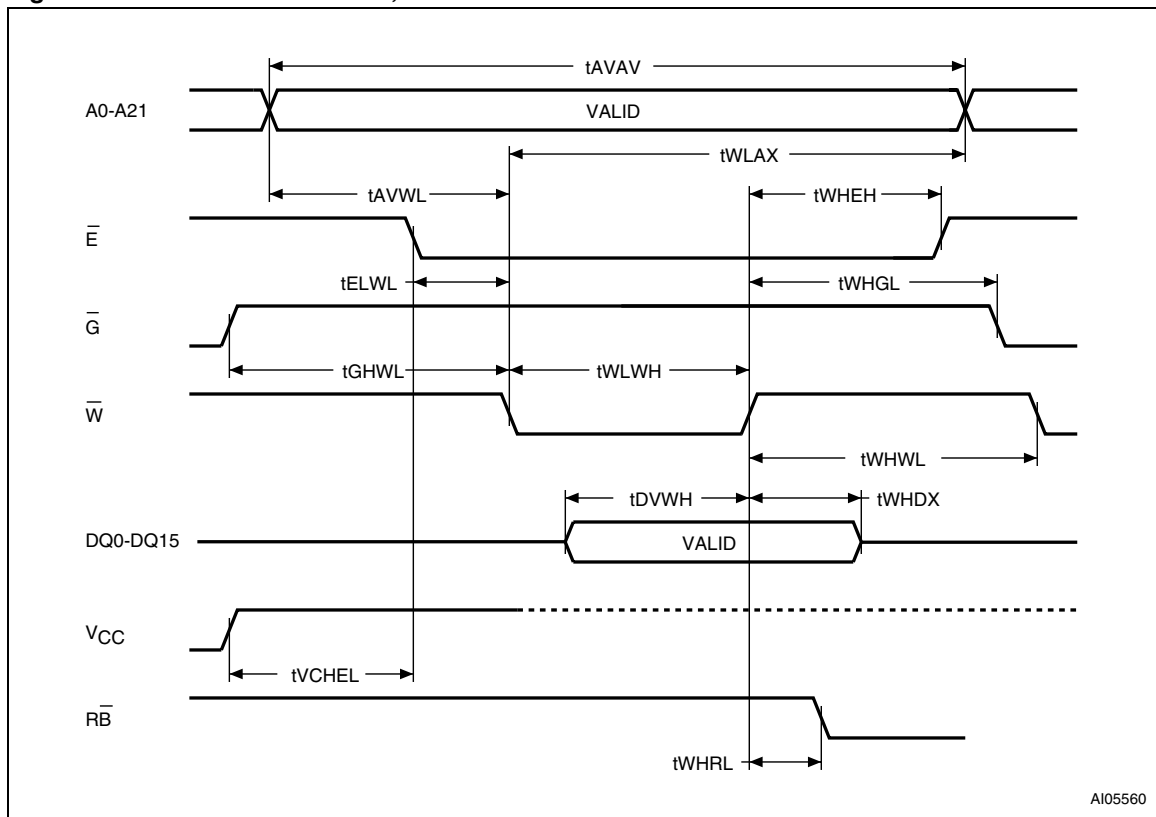 tAVAV
A0-A21
VALID
tWLAX
tAVWL
tWHEH
E̅
tELWL
tWHGL
G̅
tGHWL
tWLWH
W̅
tWHWL
tDVWH
tWHDX
DQ0-DQ15
VALID
VCC
tVCHEL
RB̅
tWHRL
AI05560